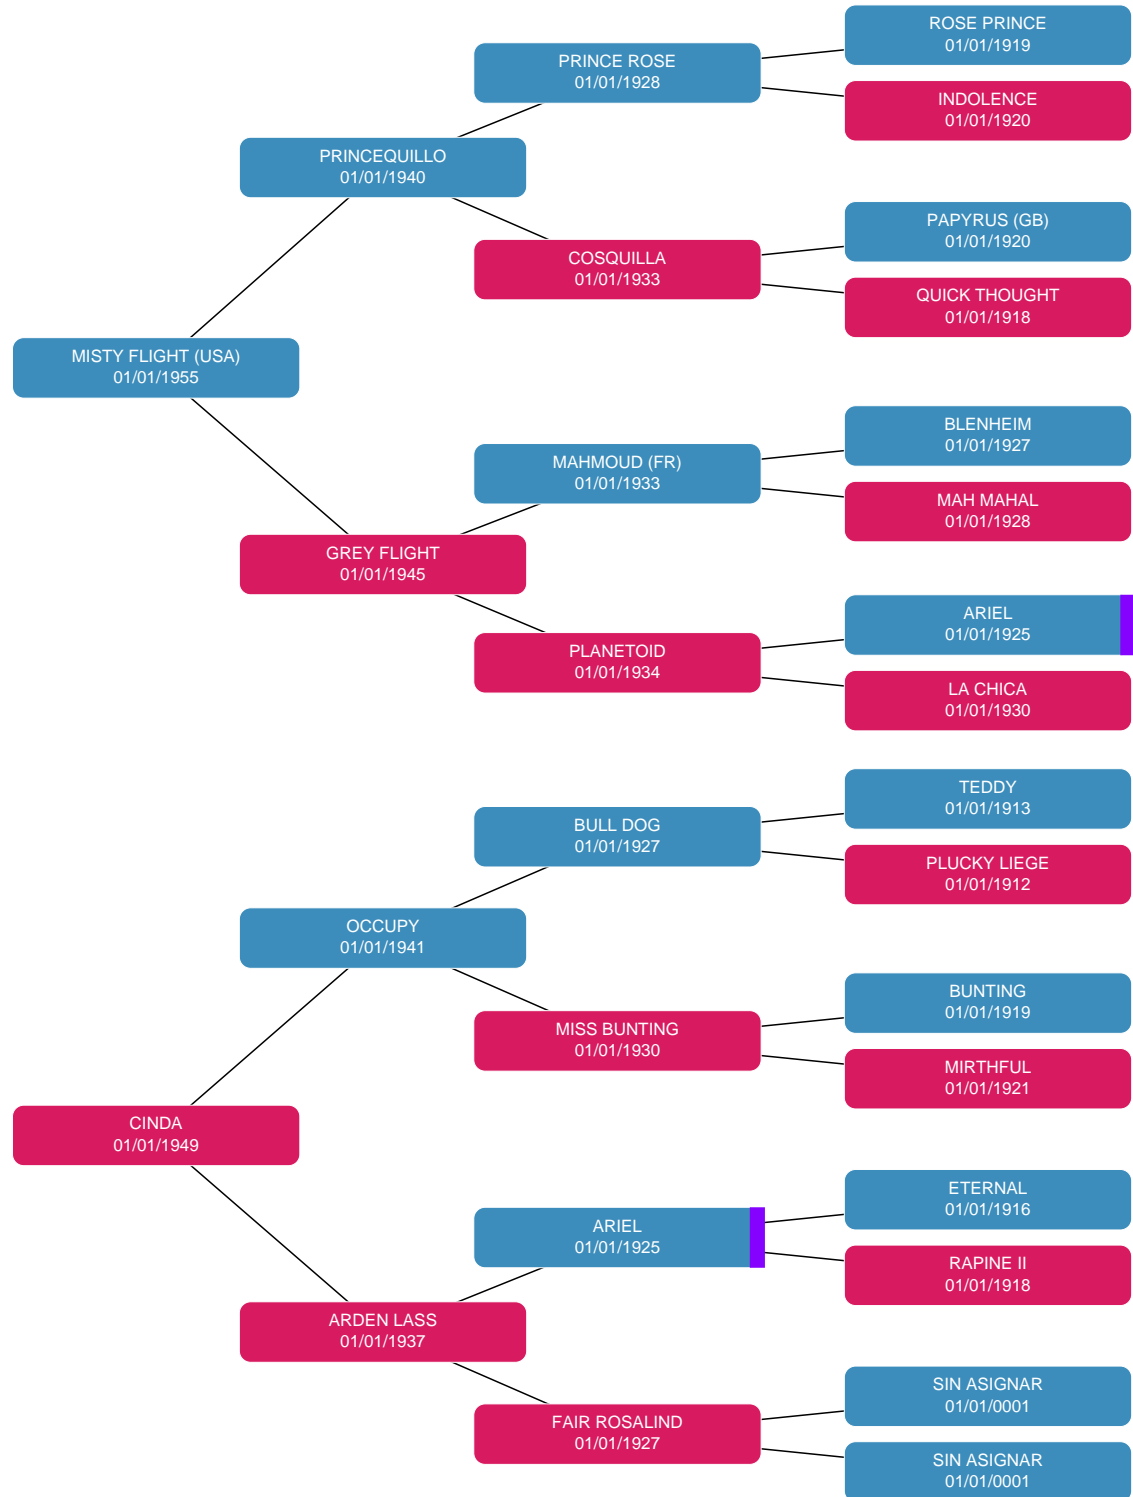 ROSE PRINCE
01/01/1919
PRINCE ROSE
01/01/1928
INDOLENCE
01/01/1920
PRINCEQUILLO
01/01/1940
PAPYRUS (GB)
01/01/1920
COSQUILLA
01/01/1933
QUICK THOUGHT
01/01/1918
MISTY FLIGHT (USA)
01/01/1955
BLENHEIM
01/01/1927
MAHMOUD (FR)
01/01/1933
MAH MAHAL
01/01/1928
GREY FLIGHT
01/01/1945
ARIEL
01/01/1925
PLANETOID
01/01/1934
LA CHICA
01/01/1930
TEDDY
01/01/1913
BULL DOG
01/01/1927
PLUCKY LIEGE
01/01/1912
OCCUPY
01/01/1941
BUNTING
01/01/1919
MISS BUNTING
01/01/1930
MIRTHFUL
01/01/1921
CINDA
01/01/1949
ETERNAL
01/01/1916
ARIEL
01/01/1925
RAPINE II
01/01/1918
ARDEN LASS
01/01/1937
SIN ASIGNAR
01/01/0001
FAIR ROSALIND
01/01/1927
SIN ASIGNAR
01/01/0001